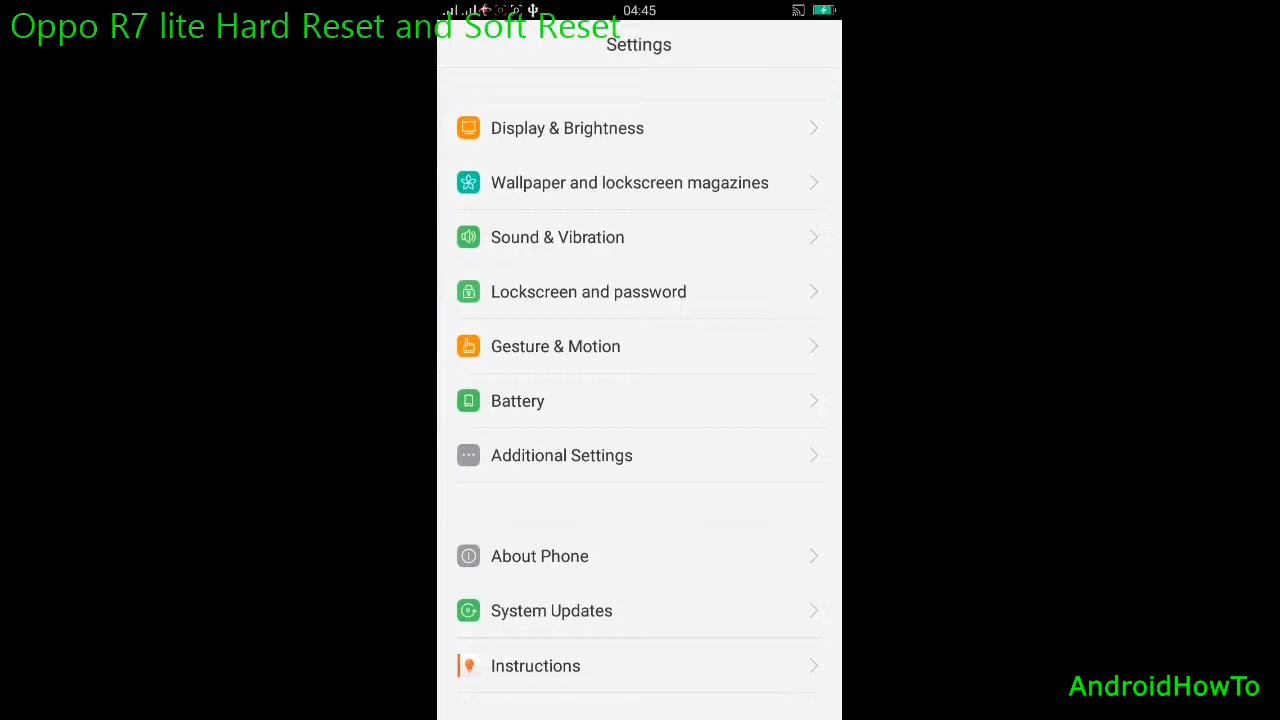 04:45
Oppo R7 lite Hard Reset and Soft Reset
Settings
Display & Brightness
Wallpaper and lockscreen magazines
Sound & Vibration
Lockscreen and password
Gesture & Motion
Battery
Additional Settings
About Phone
System Updates
Instructions
AndroidHowTo